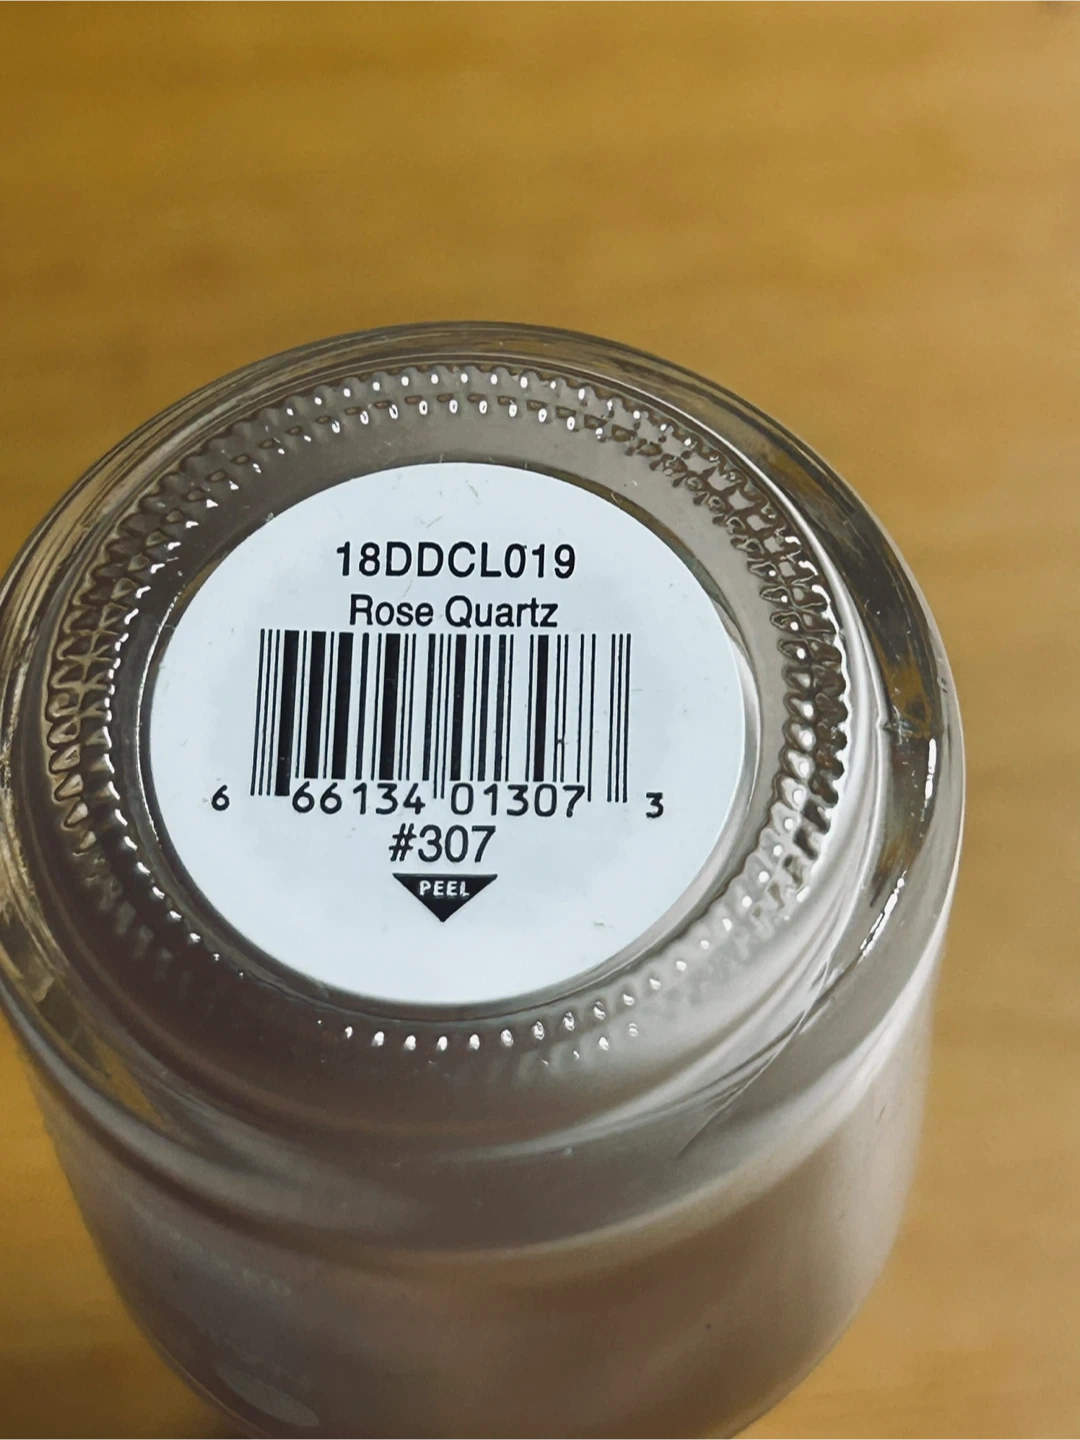 18DDCL019
Rose Quartz
6 66134 01307 3
#307
PEEL